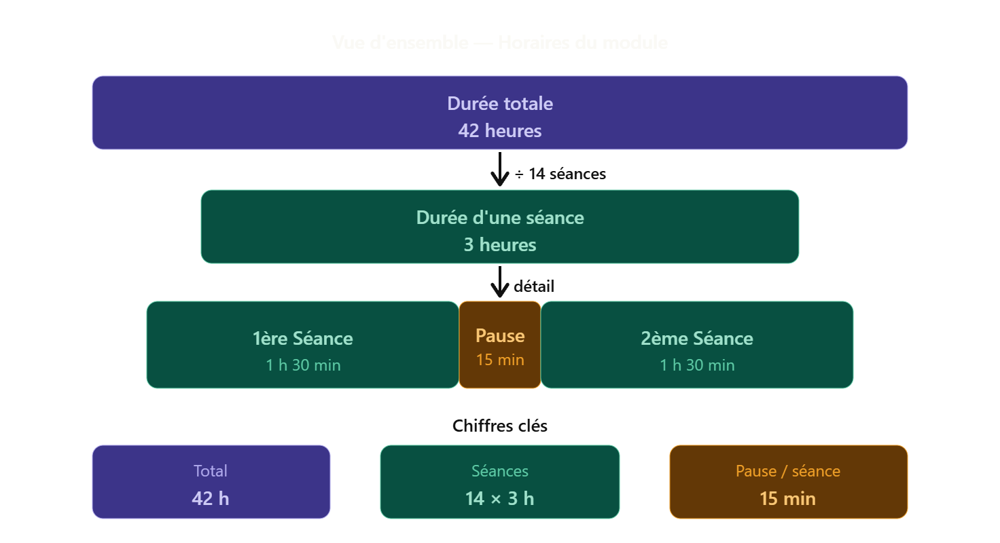 Vue d'ensemble — Horaires du module
Durée totale
42 heures
÷ 14 séances
Durée d'une séance
3 heures
détail
1ère Séance
1 h 30 min
Pause
15 min
2ème Séance
1 h 30 min
Chiffres clés
Total
42 h
Séances
14 × 3 h
Pause / séance
15 min